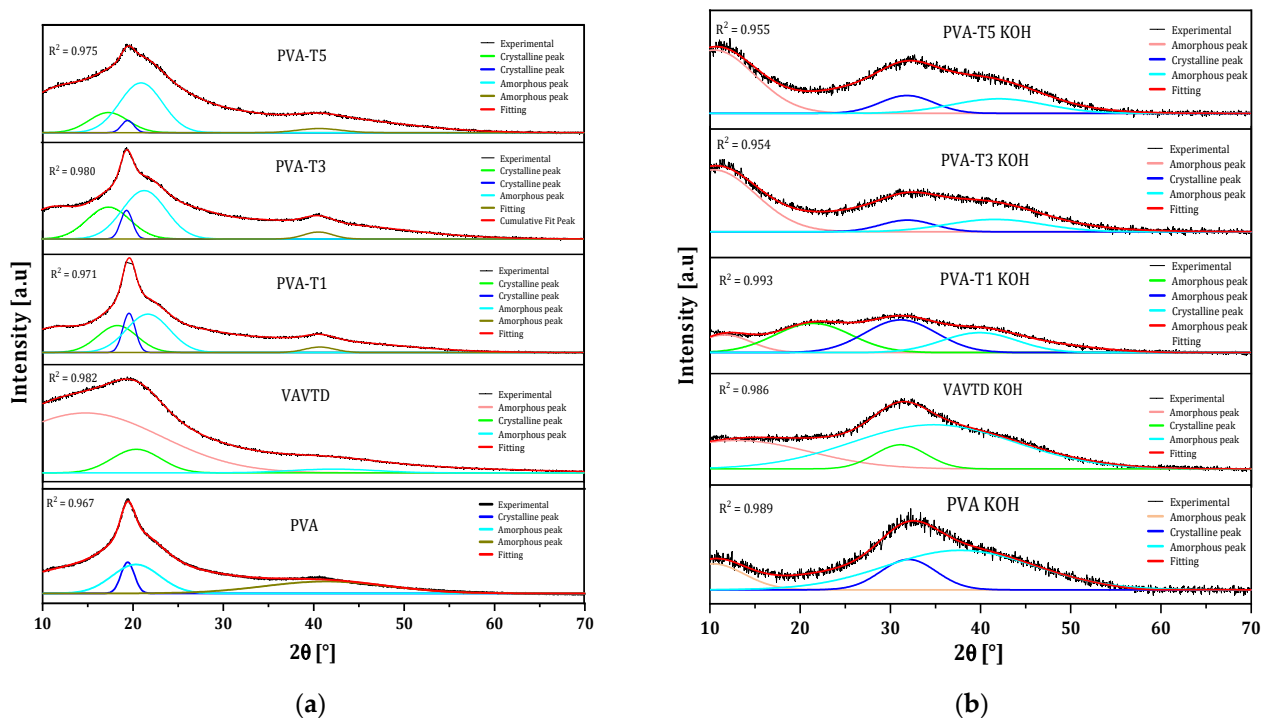 Intensity [a.u]
R² = 0.975
PVA-T5
Experimental
Crystalline peak
Crystalline peak
Amorphous peak
Amorphous peak
Fitting
R² = 0.980
PVA-T3
Experimental
Crystalline peak
Crystalline peak
Amorphous peak
Fitting
Cumulative Fit Peak
R² = 0.971
PVA-T1
Experimental
Crystalline peak
Crystalline peak
Amorphous peak
Amorphous peak
Fitting
R² = 0.982
VAVTD
Experimental
Amorphous peak
Crystalline peak
Amorphous peak
Fitting
R² = 0.967
PVA
Experimental
Crystalline peak
Amorphous peak
Amorphous peak
Fitting
10 20 30 40 50 60 70
2θ [°]
(a)
Intensity [a.u]
R² = 0.955
PVA-T5 KOH
Experimental
Amorphous peak
Crystalline peak
Amorphous peak
Fitting
R² = 0.954
PVA-T3 KOH
Experimental
Amorphous peak
Crystalline peak
Amorphous peak
Fitting
R² = 0.993
PVA-T1 KOH
Experimental
Amorphous peak
Amorphous peak
Crystalline peak
Amorphous peak
Fitting
R² = 0.986
VAVTD KOH
Experimental
Amorphous peak
Crystalline peak
Amorphous peak
Fitting
R² = 0.989
PVA KOH
Experimental
Amorphous peak
Crystalline peak
Amorphous peak
Fitting
10 20 30 40 50 60 70
2θ [°]
(b)